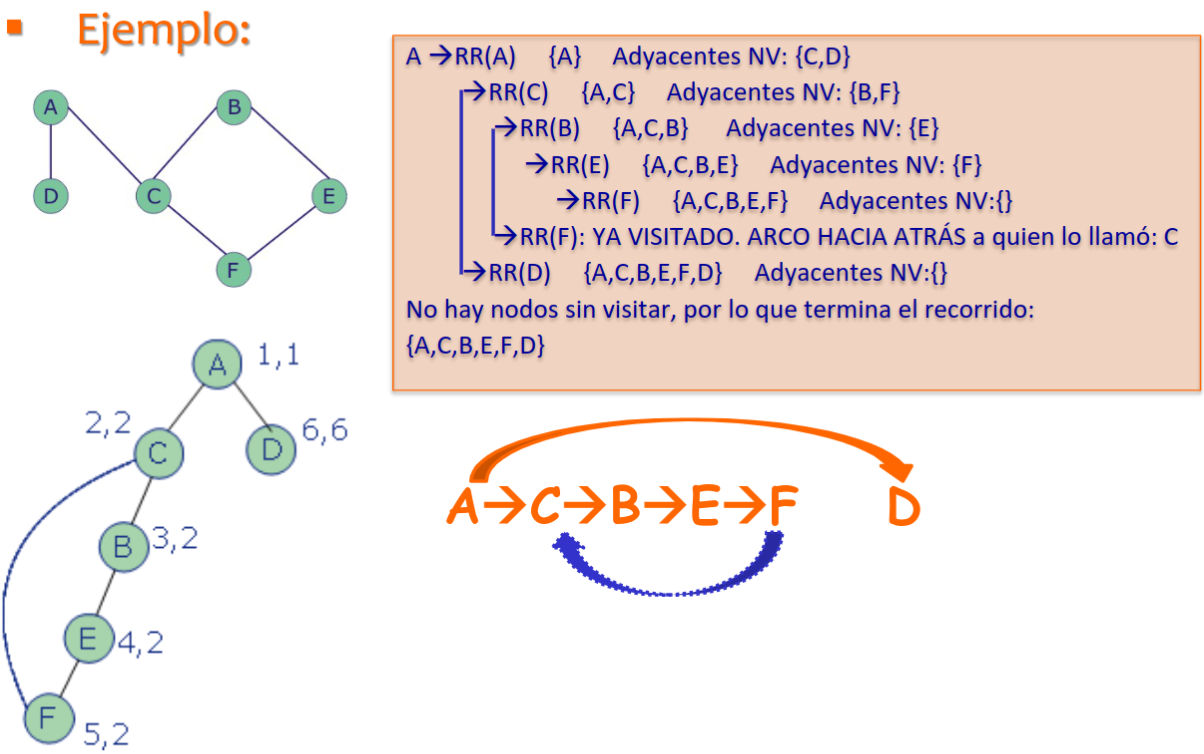 ▪ Ejemplo:
A →RR(A) {A} Adyacentes NV: {C,D}
→RR(C) {A,C} Adyacentes NV: {B,F}
→RR(B) {A,C,B} Adyacentes NV: {E}
→RR(E) {A,C,B,E} Adyacentes NV: {F}
→RR(F) {A,C,B,E,F} Adyacentes NV:{}
→RR(F): YA VISITADO. ARCO HACIA ATRÁS a quien lo llamó: C
→RR(D) {A,C,B,E,F,D} Adyacentes NV:{}
No hay nodos sin visitar, por lo que termina el recorrido:
{A,C,B,E,F,D}
A B
D C E
F
A 1,1
2,2 C D 6,6
B 3,2
E 4,2
F 5,2
A→C→B→E→F D